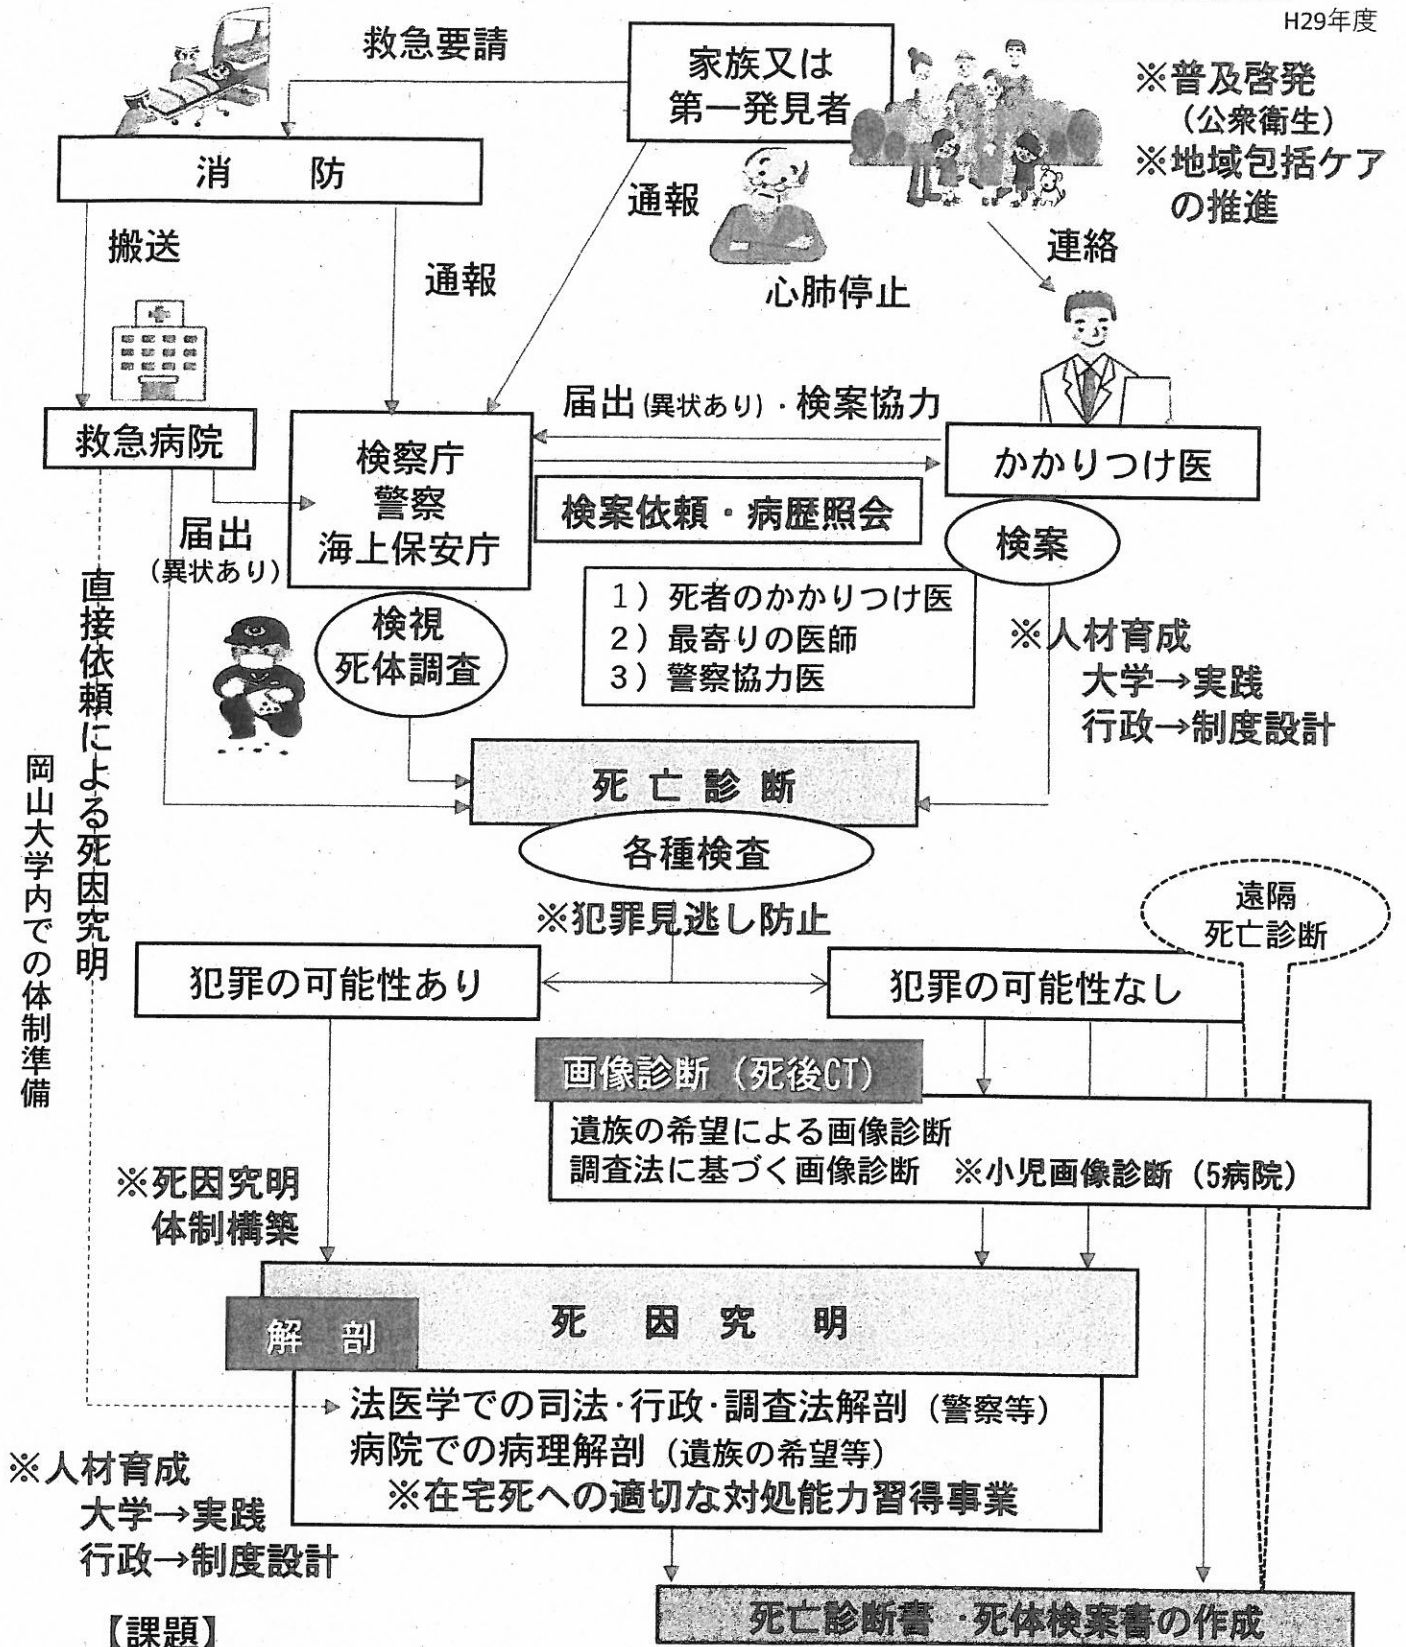 H29年度
救急要請
家族又は
第一発見者
※普及啓発
(公衆衛生)
※地域包括ケア
の推進
消 防
通報
搬送
通報
連絡
心肺停止
届出(異状あり)・検案協力
救急病院
検察庁
警察
海上保安庁
かかりつけ医
検案依頼・病歴照会
検案
届出
(異状あり)
1)死者のかかりつけ医
2)最寄りの医師
3)警察協力医
検視
死体調査
※人材育成
大学→実践
行政→制度設計
直接依頼による死因究明
岡山大学内での体制準備
死亡診断
各種検査
※犯罪見逃し防止
遠隔
死亡診断
犯罪の可能性あり
犯罪の可能性なし
画像診断(死後CT)
遺族の希望による画像診断
調査法に基づく画像診断 ※小児画像診断(5病院)
※死因究明
体制構築
死因究明
解剖
法医学での司法・行政・調査法解剖(警察等)
病院での病理解剖(遺族の希望等)
※在宅死への適切な対処能力習得事業
※人材育成
大学→実践
行政→制度設計
死亡診断書・死体検案書の作成
【課題】